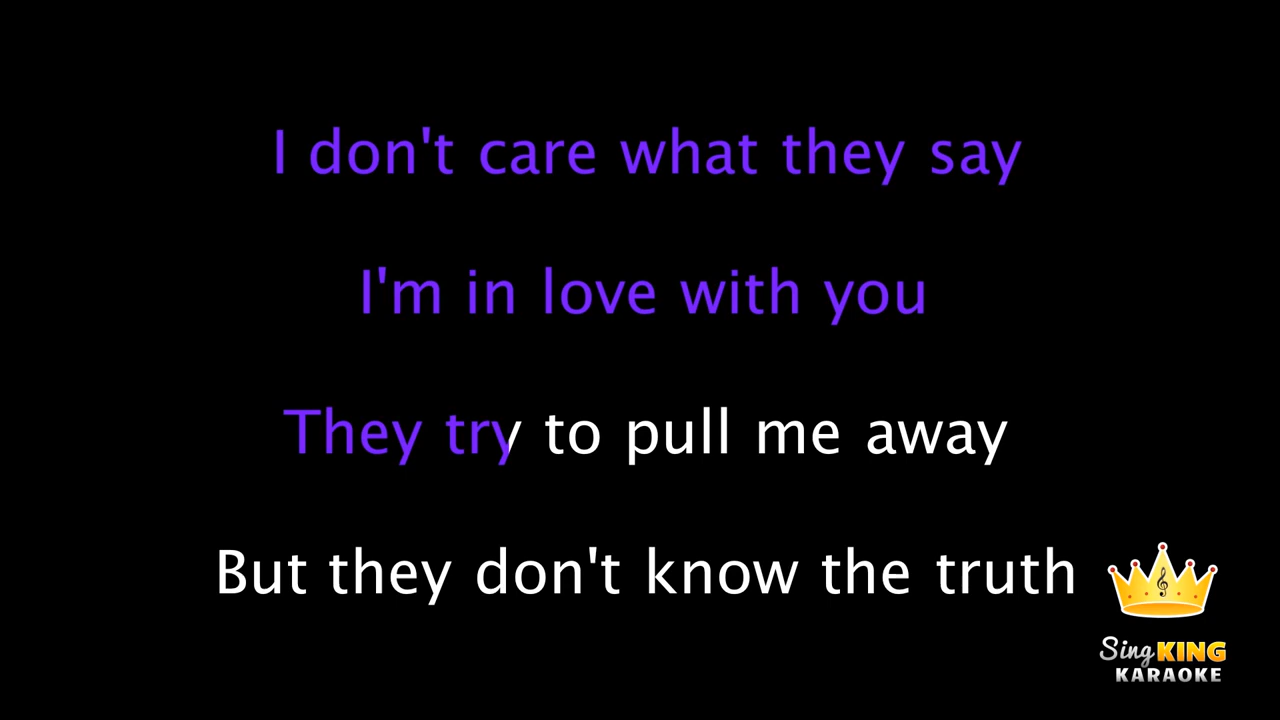 I don't care what they say
I'm in love with you
They try to pull me away
But they don't know the truth
Sing KING
KARAOKE